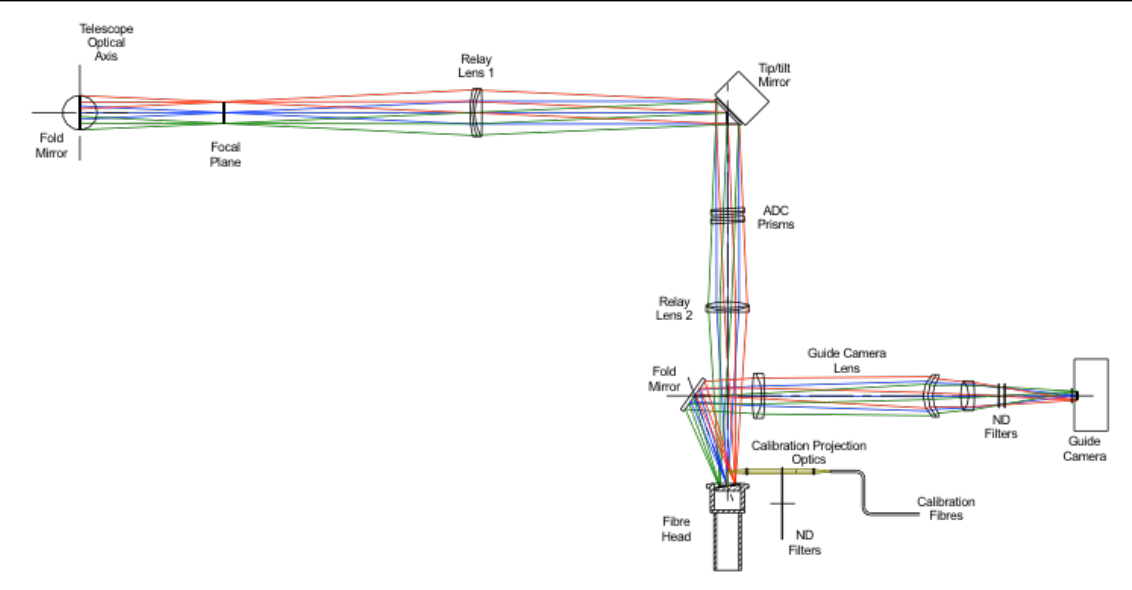 Telescope
Optical
Axis
Relay
Lens 1
Tip/tilt
Mirror
Fold
Mirror
Focal
Plane
ADC
Prisms
Relay
Lens 2
Guide Camera
Lens
Fold
Mirror
ND
Filters
Guide
Camera
Calibration Projection
Optics
Calibration
Fibres
Fibre
Head
ND
Filters